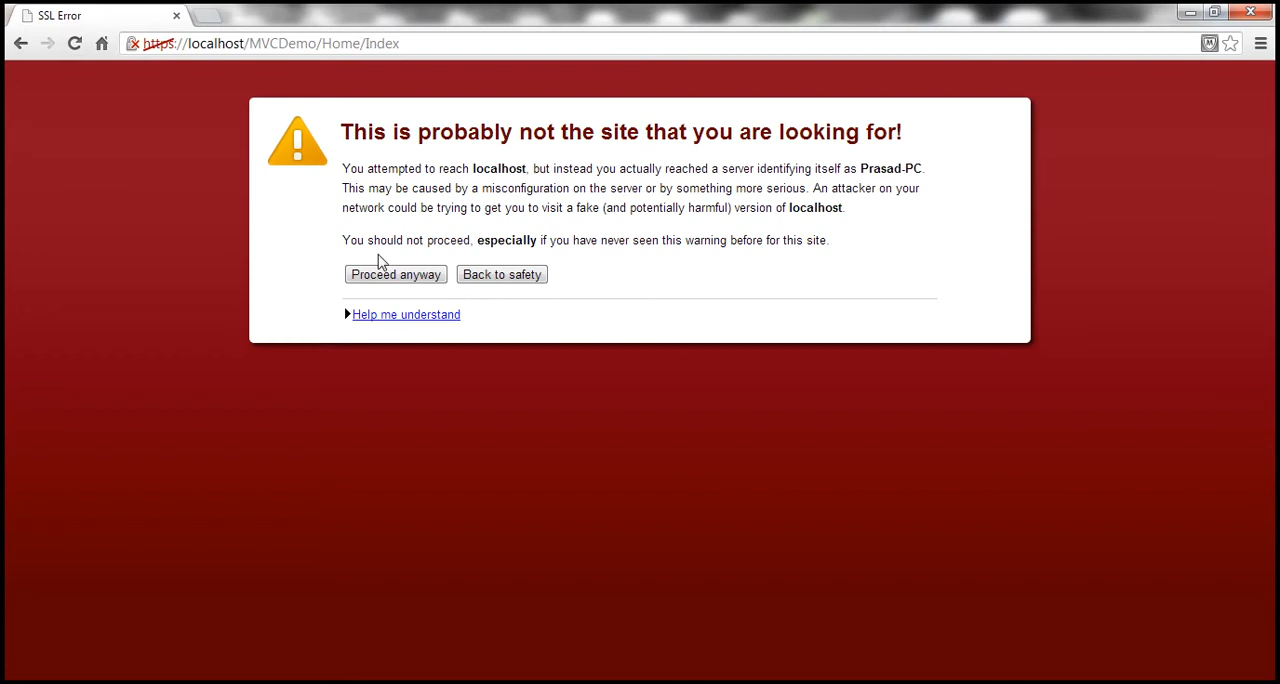 SSL Error
https://localhost/MVCDemo/Home/Index
This is probably not the site that you are looking for!
You attempted to reach localhost, but instead you actually reached a server identifying itself as Prasad-PC.
This may be caused by a misconfiguration on the server or by something more serious. An attacker on your
network could be trying to get you to visit a fake (and potentially harmful) version of localhost.
You should not proceed, especially if you have never seen this warning before for this site.
Proceed anyway Back to safety
Help me understand